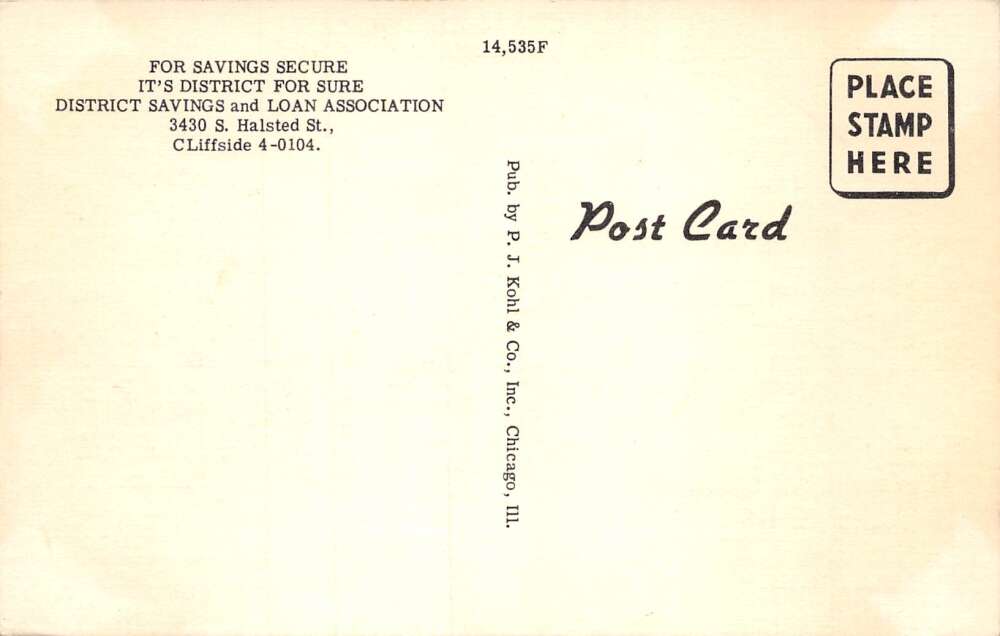 14,535F
FOR SAVINGS SECURE
IT'S DISTRICT FOR SURE
DISTRICT SAVINGS and LOAN ASSOCIATION
3430 S. Halsted St.,
CLiffside 4-0104.
PLACE
STAMP
HERE
Post Card
Pub. by P. J. Kohl & Co., Inc., Chicago, Ill.